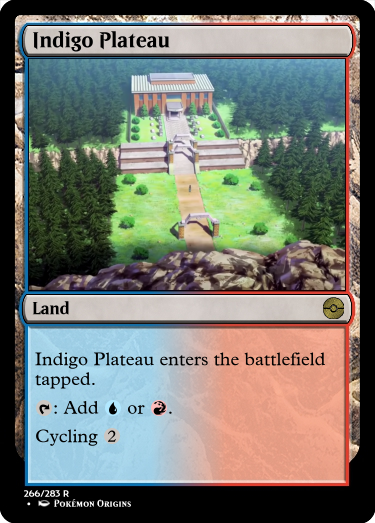 Indigo Plateau
Land
Indigo Plateau enters the battlefield
tapped.
: Add or .
Cycling 2
266/283 R
• Pokémon Origins